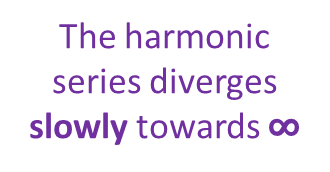 The harmonic
series diverges
slowly towards ∞